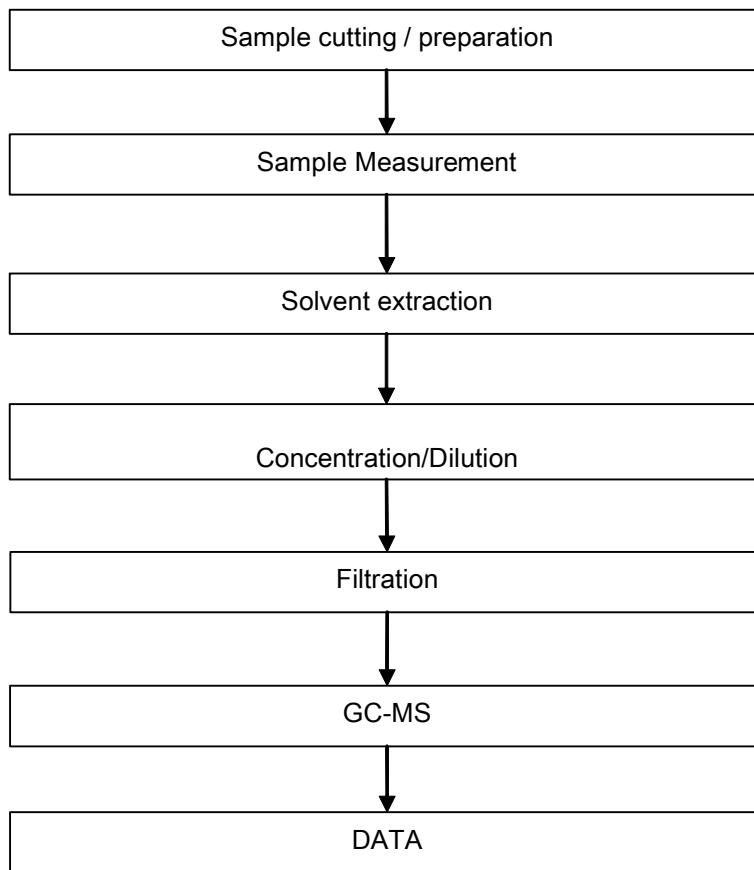 Sample cutting / preparation
Sample Measurement
Solvent extraction
Concentration/Dilution
Filtration
GC-MS
DATA